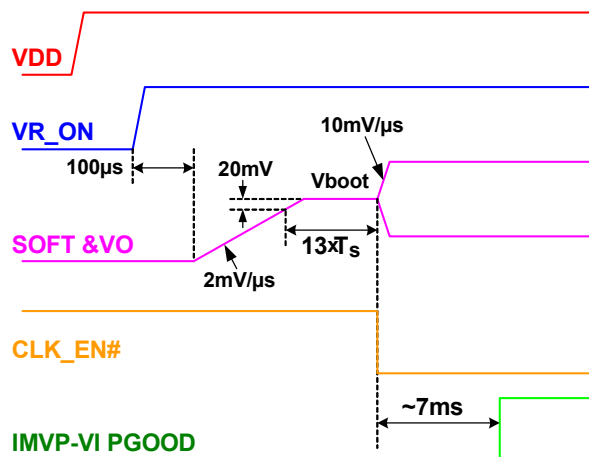 VDD
VR_ON
10mV/µs
100µs
20mV
Vboot
SOFT &VO
13xTs
2mV/µs
CLK_EN#
~7ms
IMVP-VI PGOOD